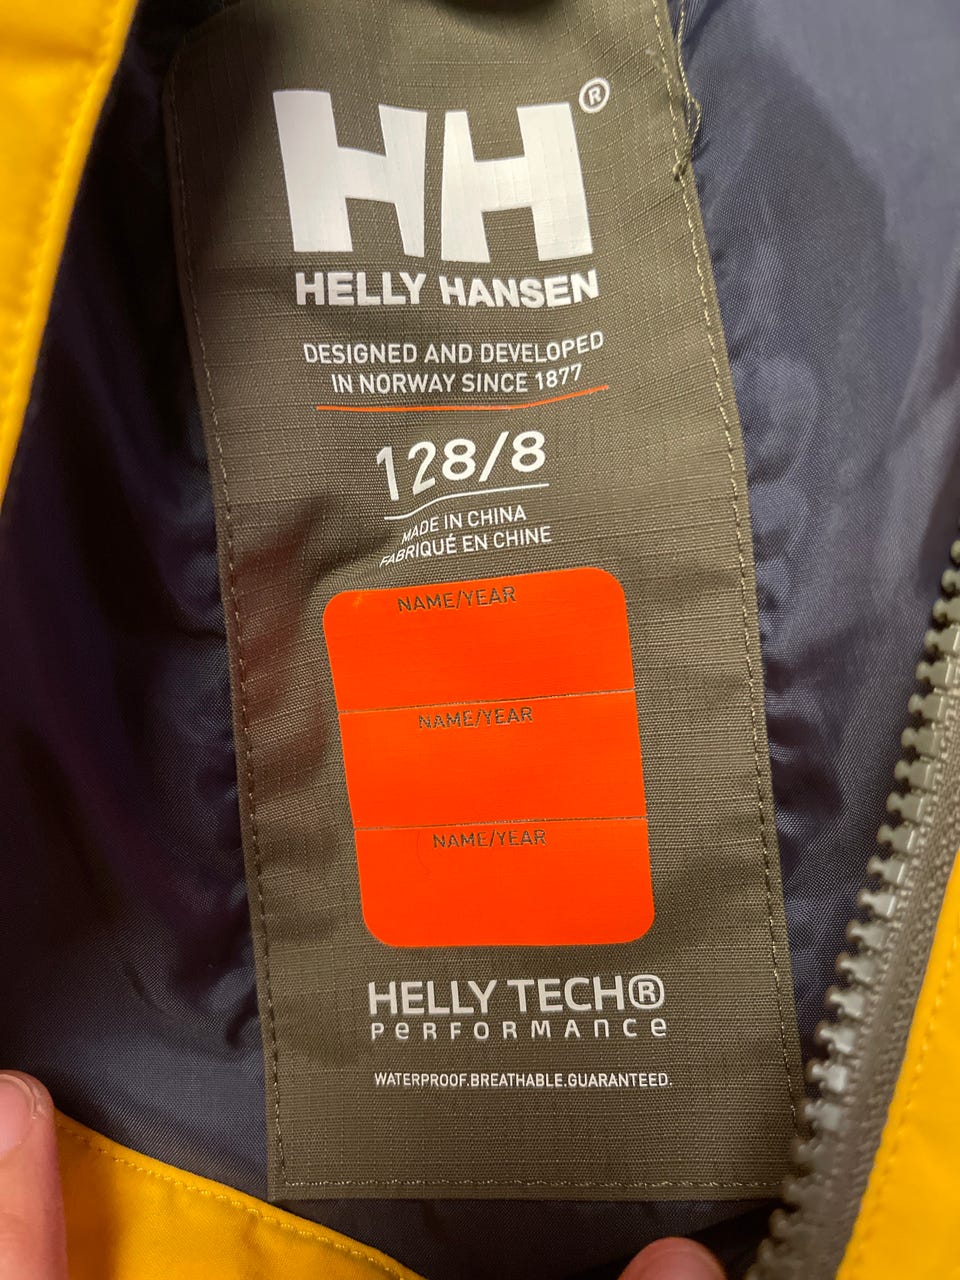 HH®
HELLY HANSEN
DESIGNED AND DEVELOPED
IN NORWAY SINCE 1877
128/8
MADE IN CHINA
FABRIQUÉ EN CHINE
NAME/YEAR
NAME/YEAR
NAME/YEAR
HELLY TECH®
PERFORMANCE
WATERPROOF.BREATHABLE.GUARANTEED.